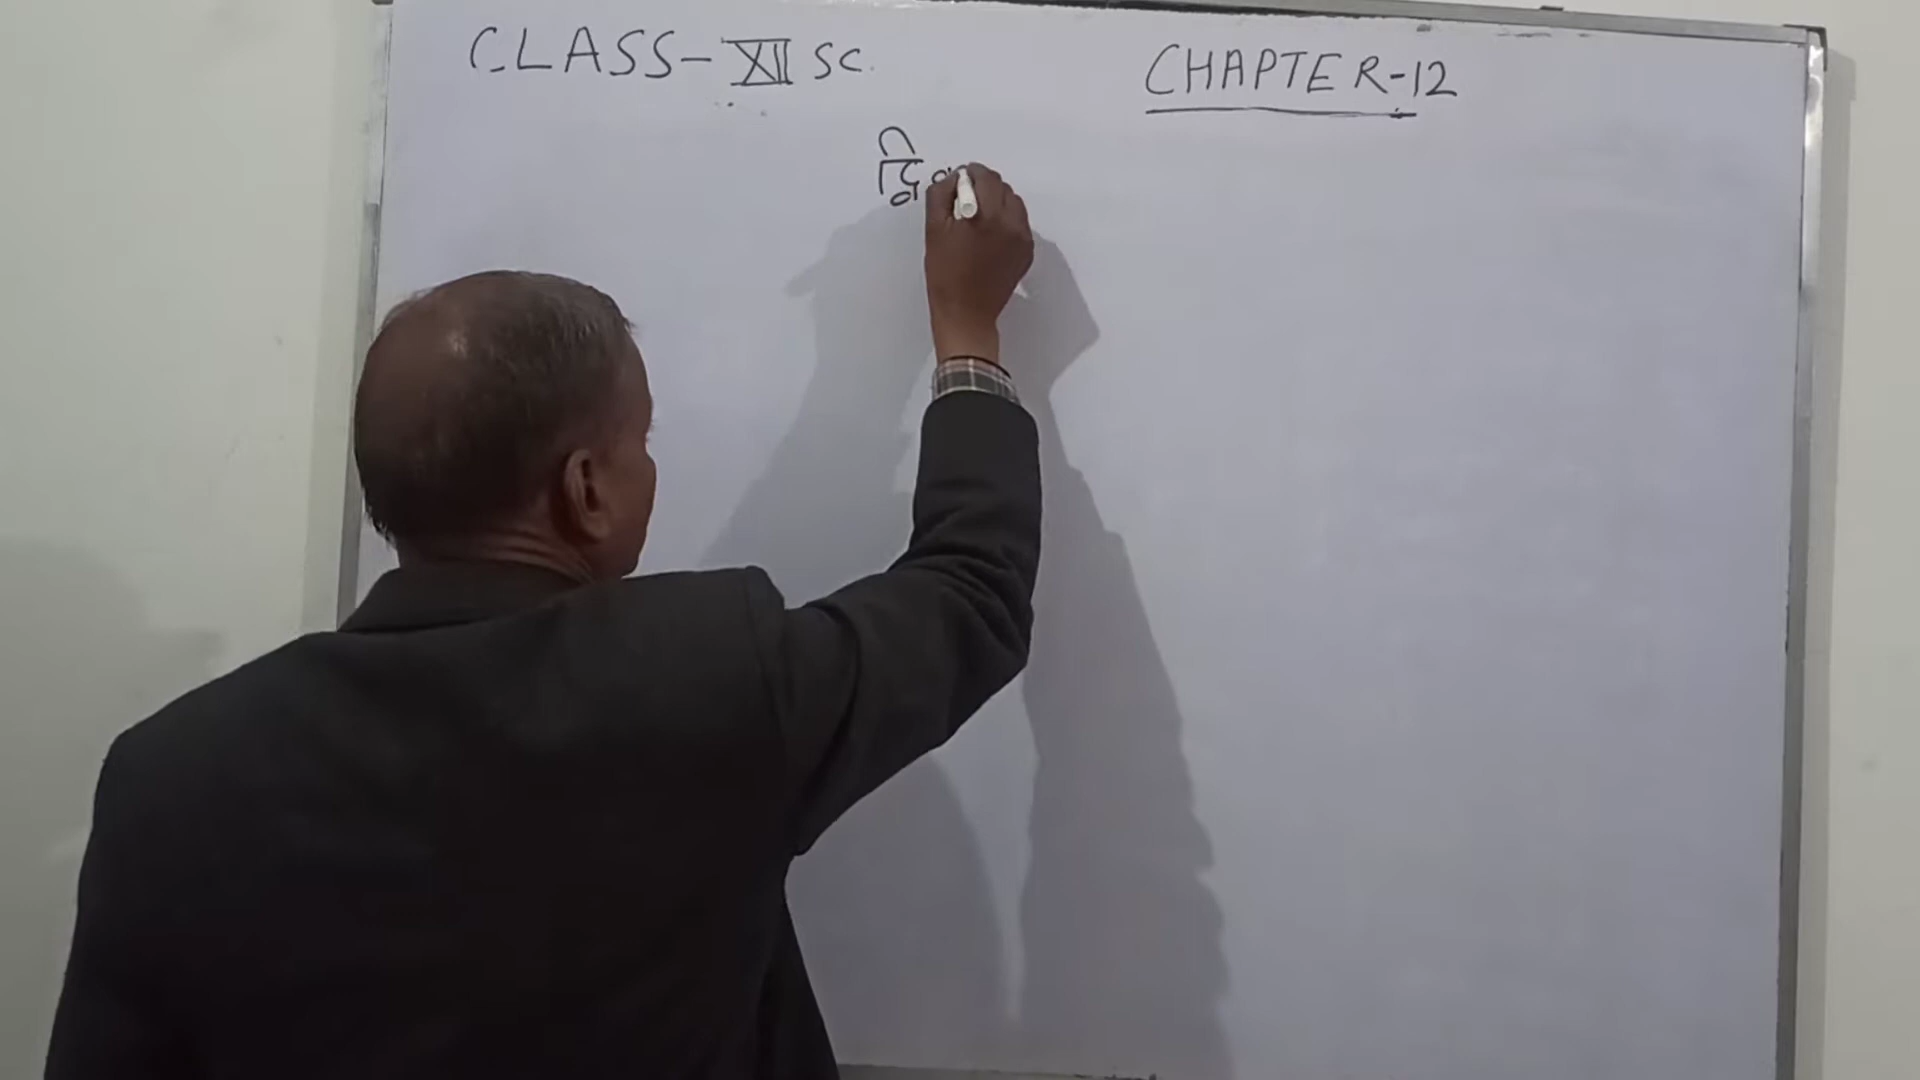 CLASS-XII SC.
CHAPTER-12
द्वि